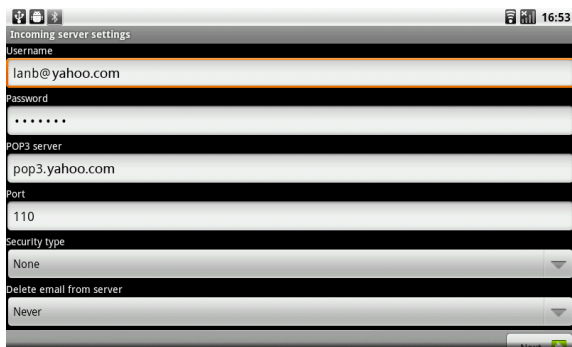 16:53
Incoming server settings
Username
lanb@yahoo.com
Password
•••••••
POP3 server
pop3.yahoo.com
Port
110
Security type
None
Delete email from server
Never
Next